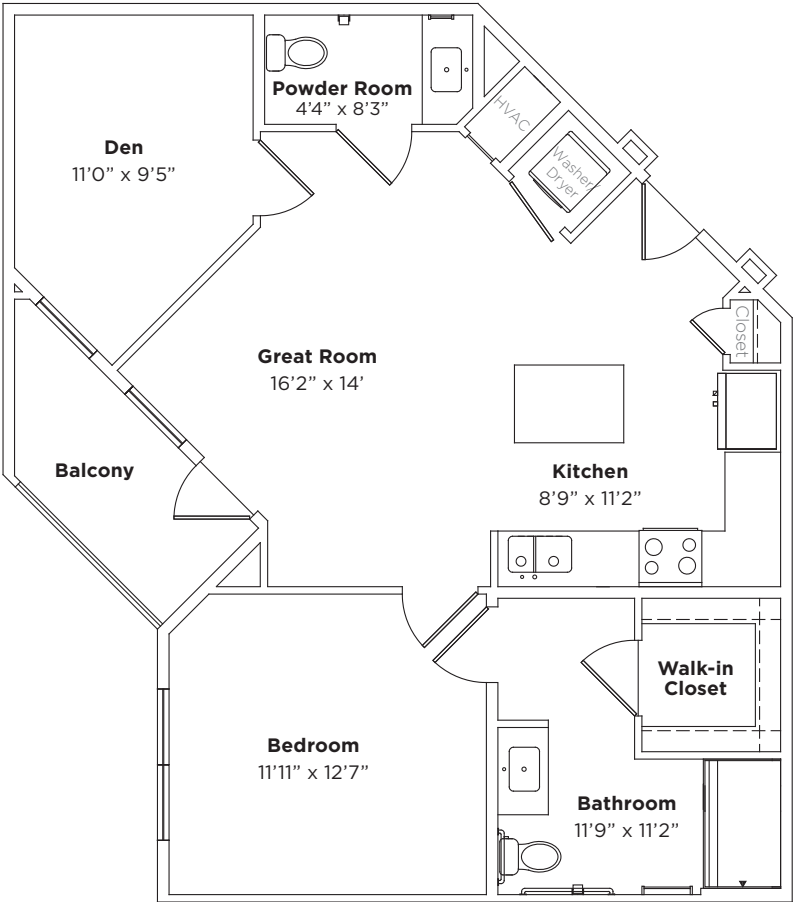 Powder Room
4'4" x 8'3"
HVAC
Washer/
Dryer
Den
11'0" x 9'5"
Closet
Great Room
16'2" x 14'
Balcony
Kitchen
8'9" x 11'2"
Walk-in
Closet
Bedroom
11'11" x 12'7"
Bathroom
11'9" x 11'2"